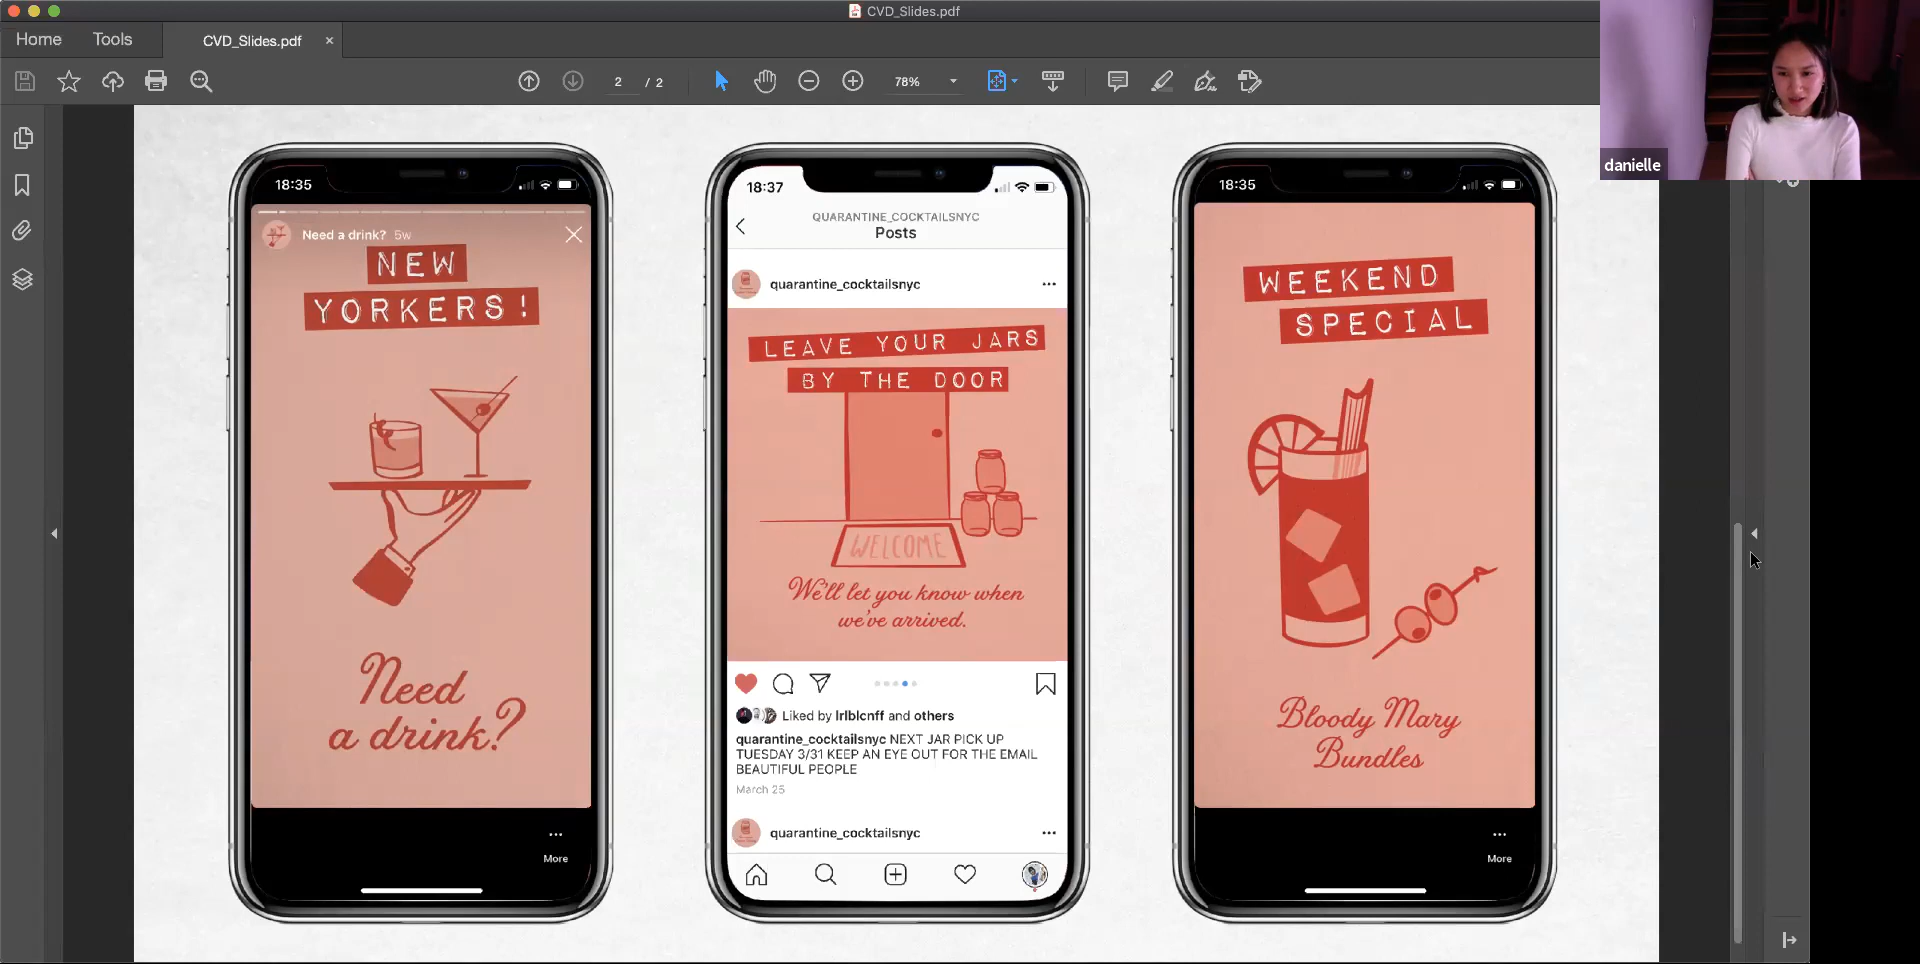 CVD_Slides.pdf
Home
Tools
CVD_Slides.pdf
2 / 2
78%
danielle
18:35
Need a drink? 5w
NEW
YORKERS!
Need
a drink?
More
18:37
QUARANTINE_COCKTAILSNYC
Posts
quarantine_cocktailsnyc
LEAVE YOUR JARS
BY THE DOOR
WELCOME
We'll let you know when
we've arrived.
Liked by lrlblcnff and others
quarantine_cocktailsnyc NEXT JAR PICK UP
TUESDAY 3/31 KEEP AN EYE OUT FOR THE EMAIL
BEAUTIFUL PEOPLE
March 25
quarantine_cocktailsnyc
18:35
WEEKEND
SPECIAL
Bloody Mary
Bundles
More